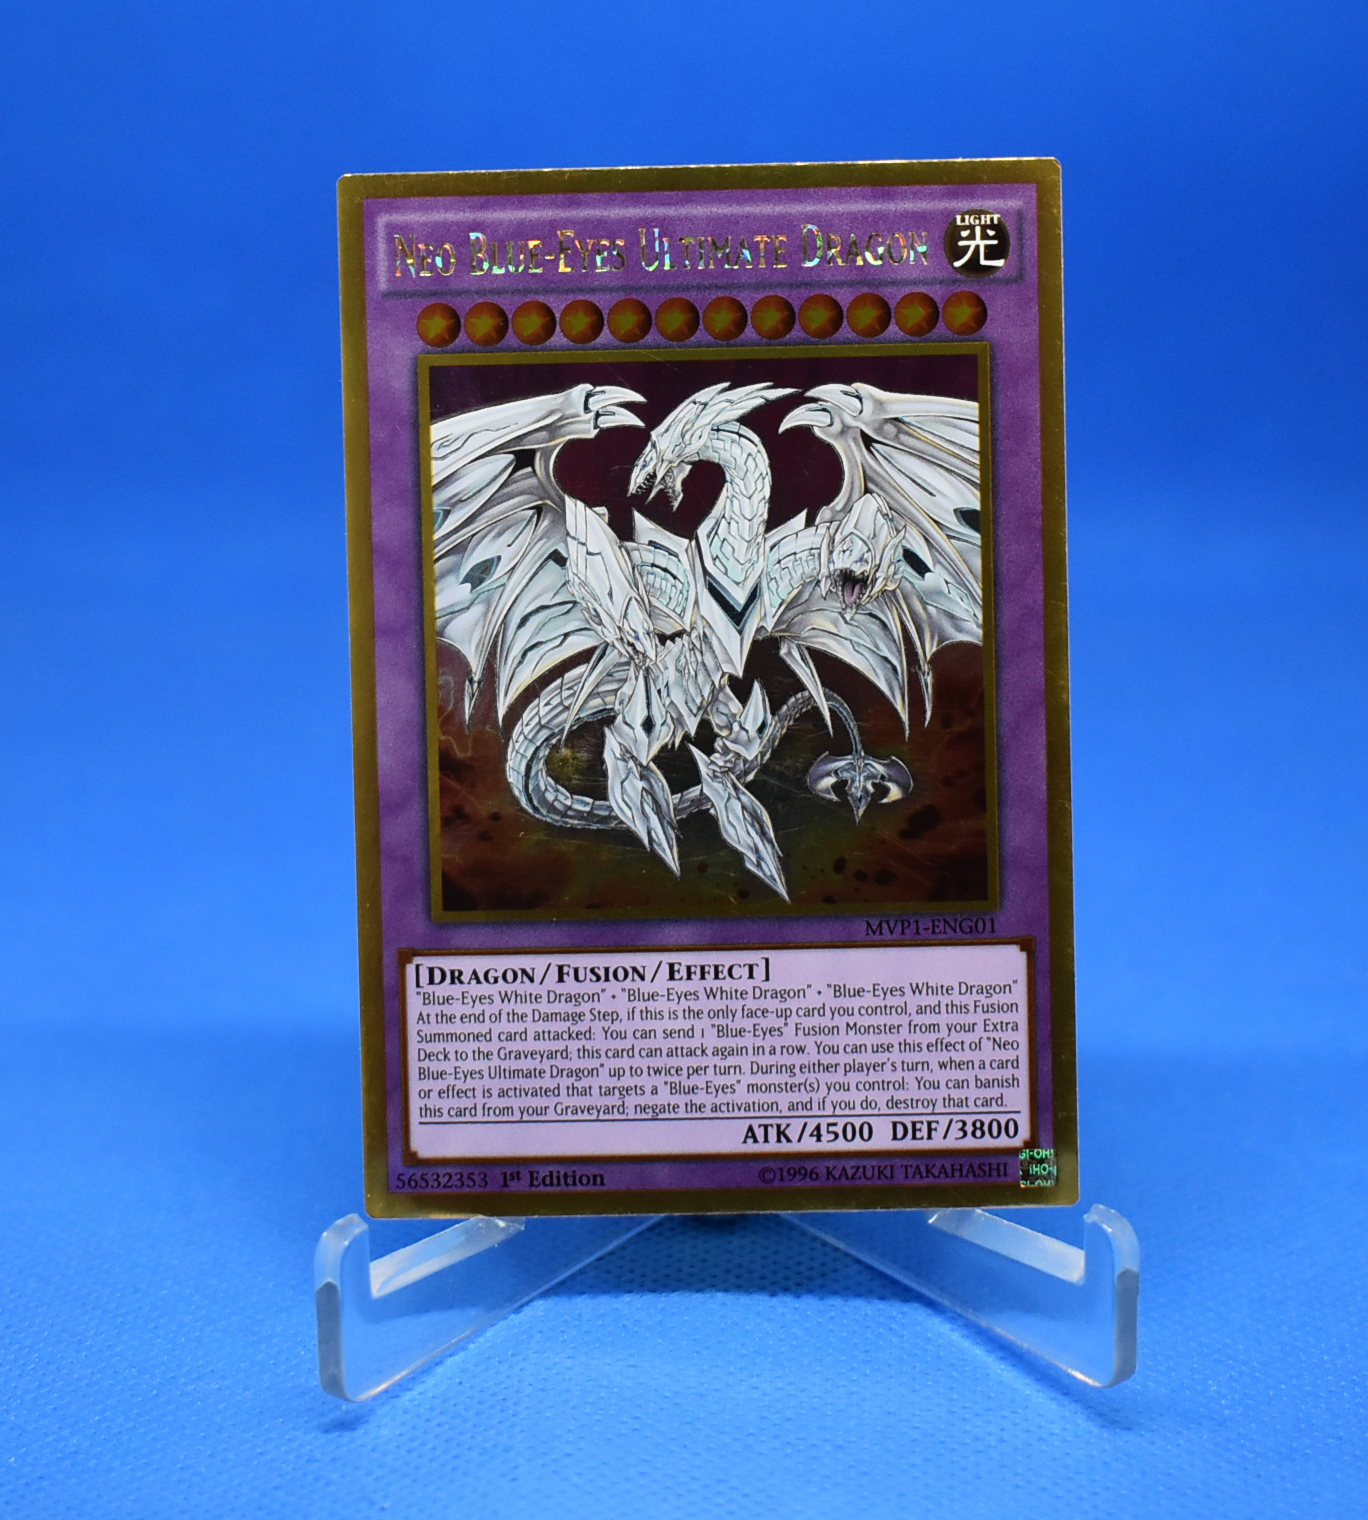 LIGHT
光
NEO BLUE-EYES ULTIMATE DRAGON
MVP1-ENG01
[DRAGON/FUSION/EFFECT]
"Blue-Eyes White Dragon" + "Blue-Eyes White Dragon" + "Blue-Eyes White Dragon"
At the end of the Damage Step, if this is the only face-up card you control, and this Fusion
Summoned card attacked: You can send 1 "Blue-Eyes" Fusion Monster from your Extra
Deck to the Graveyard; this card can attack again in a row. You can use this effect of "Neo
Blue-Eyes Ultimate Dragon" up to twice per turn. During either player's turn, when a card
or effect is activated that targets a "Blue-Eyes" monster(s) you control: You can banish
this card from your Graveyard; negate the activation, and if you do, destroy that card.
ATK/4500 DEF/3800
56532353 1st Edition
©1996 KAZUKI TAKAHASHI